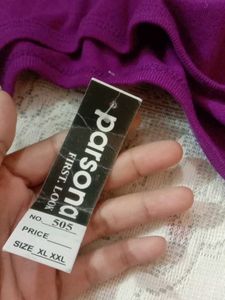 parsona
FIRST LOOK
NO. 505
PRICE
SIZE XL XXL